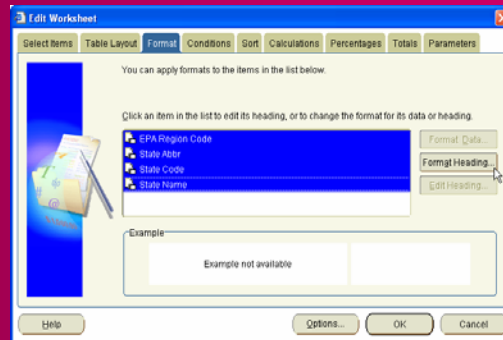 Edit Worksheet
Select Items Table Layout Format Conditions Sort Calculations Percentages Totals Parameters
You can apply formats to the items in the list below.
Click an item in the list to edit its heading, or to change the format for its data or heading.
EPA Region Code
State Abbr
State Code
State Name
Format Data...
Format Heading...
Edit Heading...
Example
Example not available
Help
Options...
OK
Cancel